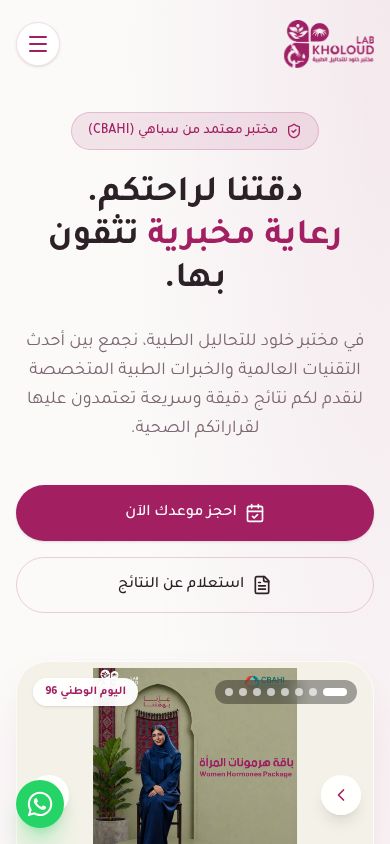 LAB
KHOLOUD
مختبر خلود للتحاليل الطبية
مختبر معتمد من سباهي (CBAHI)
دقتنا لراحتكم.
رعاية مخبرية تثقون
بها.
في مختبر خلود للتحاليل الطبية، نجمع بين أحدث
التقنيات العالمية والخبرات الطبية المتخصصة
لنقدم لكم نتائج دقيقة وسريعة تعتمدون عليها
لقراراتكم الصحية.
احجز موعدك الآن
استعلام عن النتائج
اليوم الوطني 96
CBAHI
باقة هرمونات المرأة
Women Hormones Package